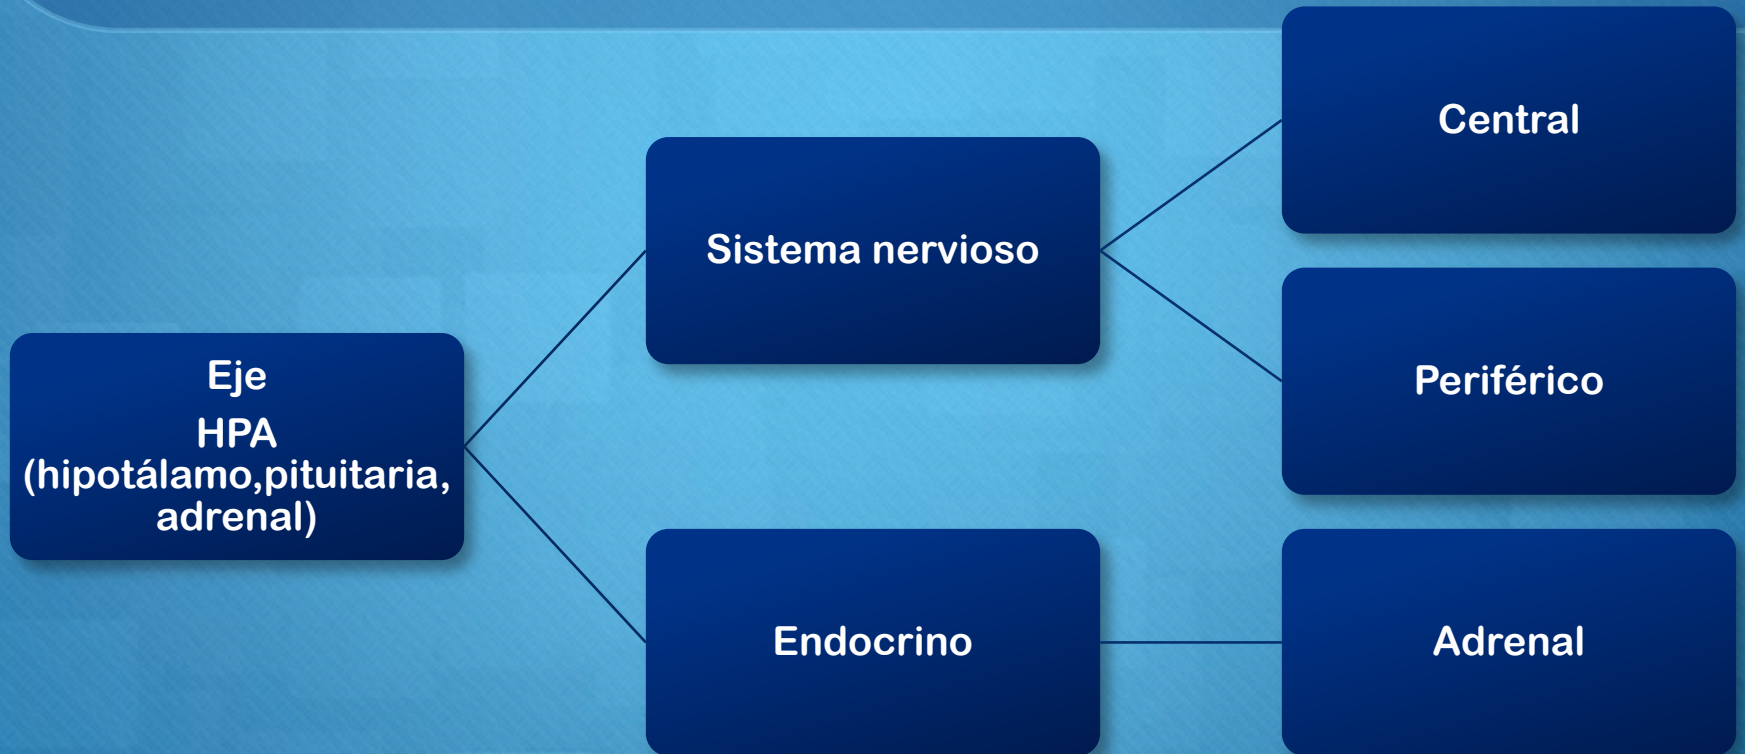 Eje
HPA
(hipotálamo,pituitaria,
adrenal)
Sistema nervioso
Central
Periférico
Endocrino
Adrenal